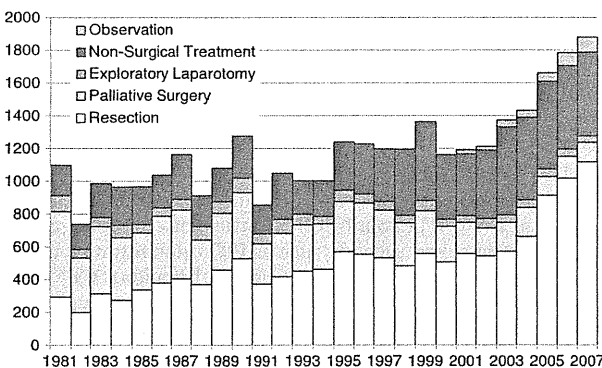 2000
1800
1600
1400
1200
1000
800
600
400
200
0
Observation
Non-Surgical Treatment
Exploratory Laparotomy
Palliative Surgery
Resection
1981 1983 1985 1987 1989 1991 1993 1995 1997 1999 2001 2003 2005 2007